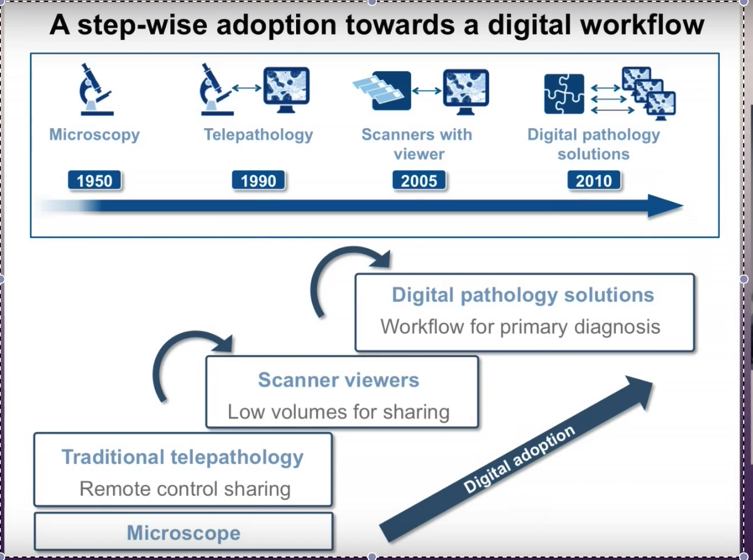 A step-wise adoption towards a digital workflow
Microscopy
Telepathology
Scanners with
viewer
Digital pathology
solutions
1950
1990
2005
2010
Digital pathology solutions
Workflow for primary diagnosis
Scanner viewers
Low volumes for sharing
Traditional telepathology
Remote control sharing
Microscope
Digital adoption